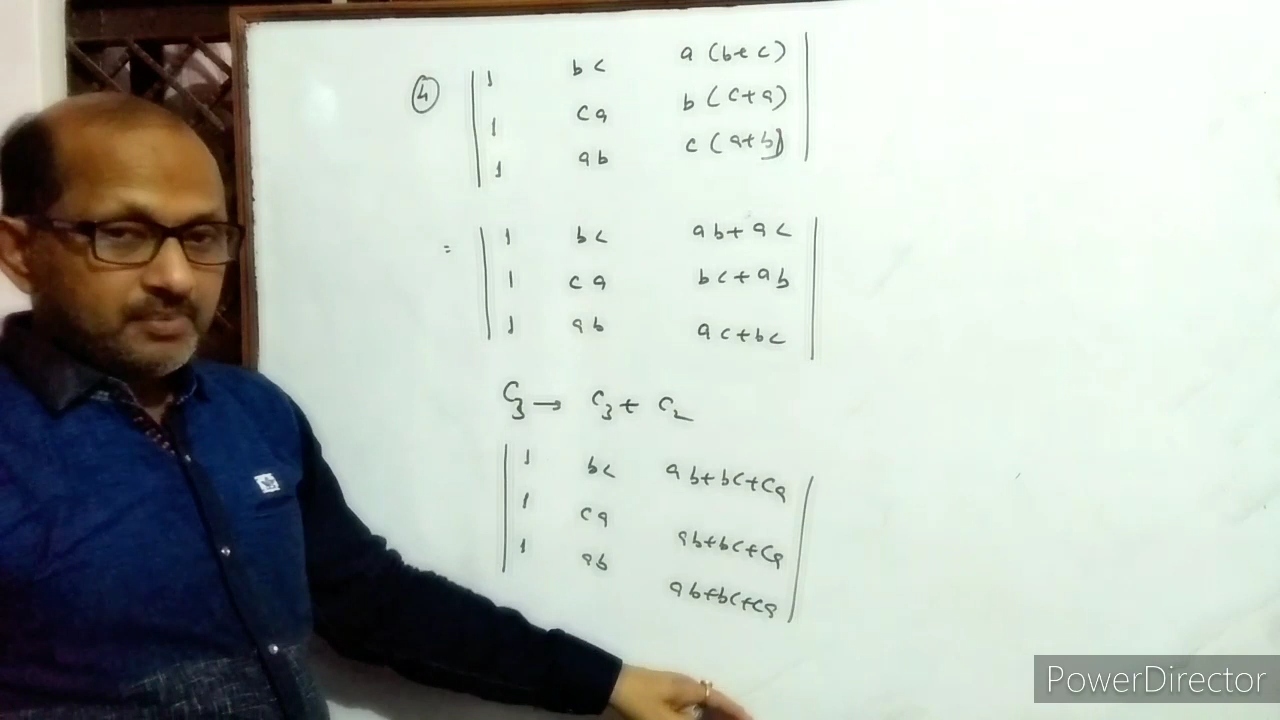 ④ | 1 bc a(b+c) |
| 1 ca b(c+a) |
| 1 ab c(a+b) |
= | 1 bc ab+ac |
| 1 ca bc+ab |
| 1 ab ac+bc |
C₃ → C₃+ C₂
| 1 bc ab+bc+ca |
| 1 ca ab+bc+ca |
| 1 ab ab+bc+ca |
PowerDirector